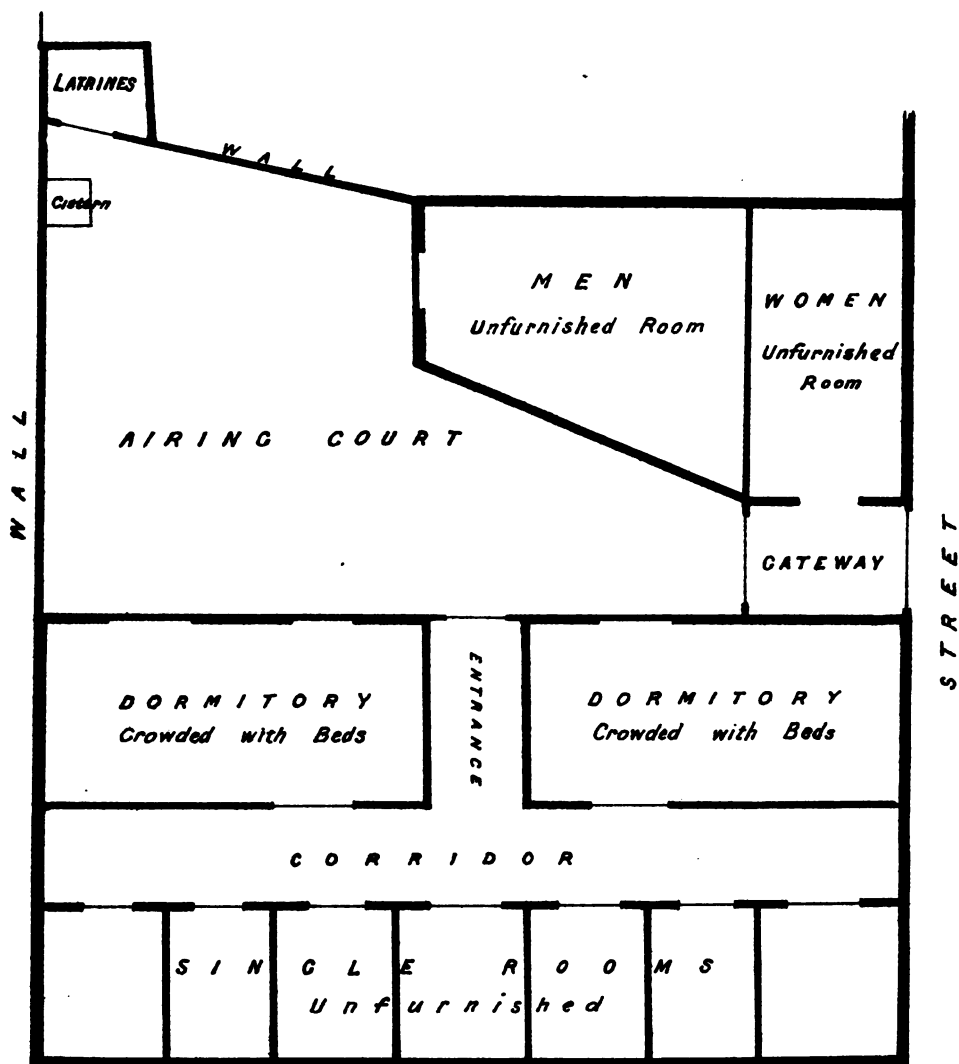 LATRINES
WALL
Cistern
MEN
Unfurnished Room
WOMEN
Unfurnished
Room
AIRING COURT
WALL
GATEWAY
STREET
ENTRANCE
DORMITORY
Crowded with Beds
DORMITORY
Crowded with Beds
CORRIDOR
SINGLE ROOMS
Unfurnished